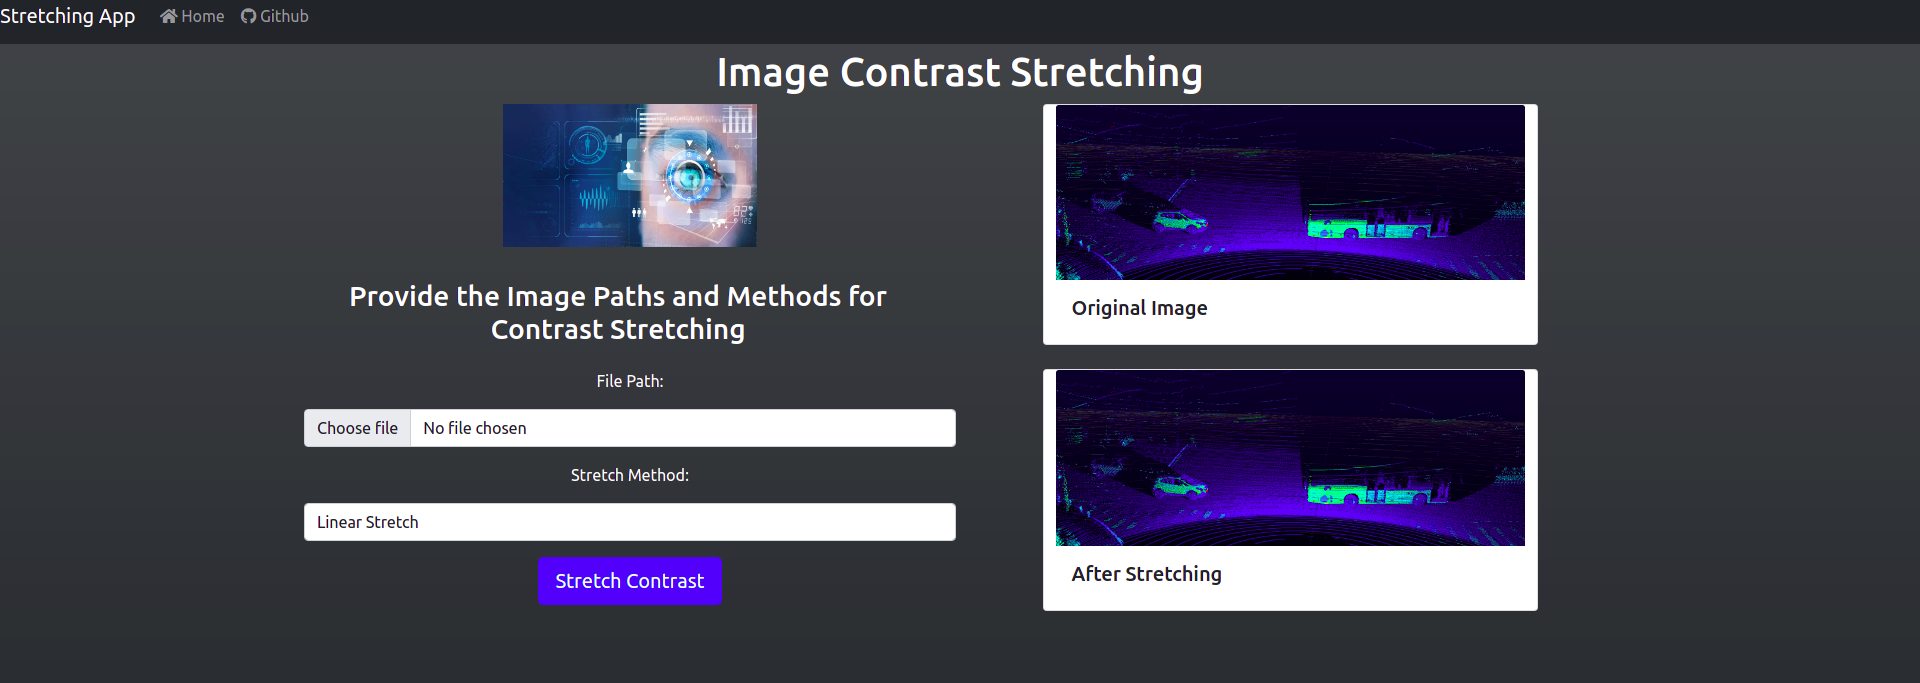 Stretching App Home Github
Image Contrast Stretching
Provide the Image Paths and Methods for
Contrast Stretching
File Path:
Choose file No file chosen
Stretch Method:
Linear Stretch
Stretch Contrast
Original Image
After Stretching